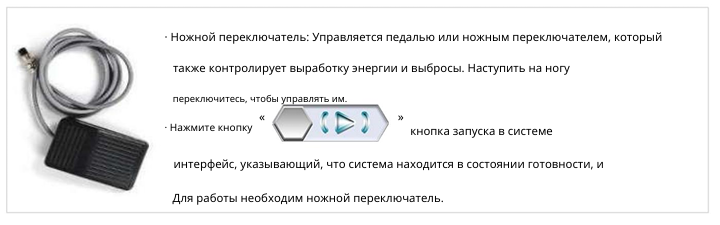 · Ножной переключатель: Управляется педалью или ножным переключателем, который
также контролирует выработку энергии и выбросы. Наступить на ногу
переключитесь, чтобы управлять им.
· Нажмите кнопку « » кнопка запуска в системе
интерфейс, указывающий, что система находится в состоянии готовности, и
Для работы необходим ножной переключатель.